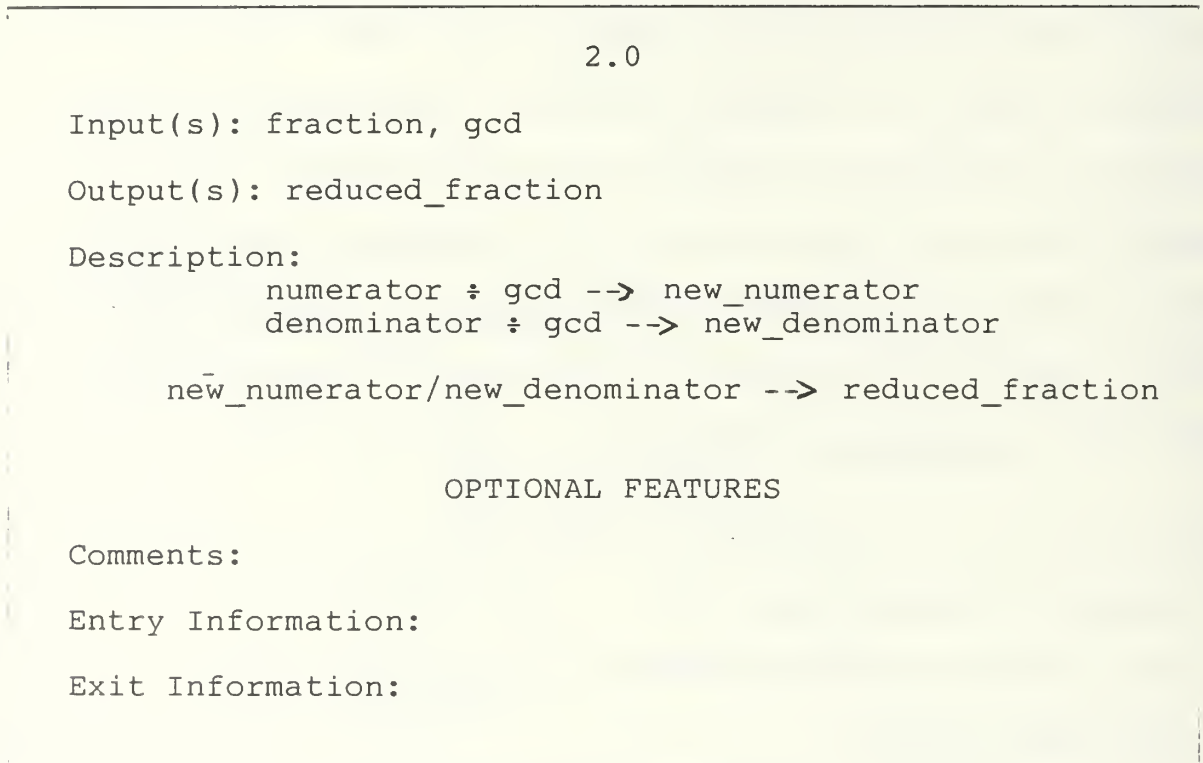 2.0
Input(s): fraction, gcd
Output(s): reduced_fraction
Description:
numerator ÷ gcd --> new_numerator
denominator ÷ gcd --> new_denominator
new_numerator/new_denominator --> reduced_fraction
OPTIONAL FEATURES
Comments:
Entry Information:
Exit Information: